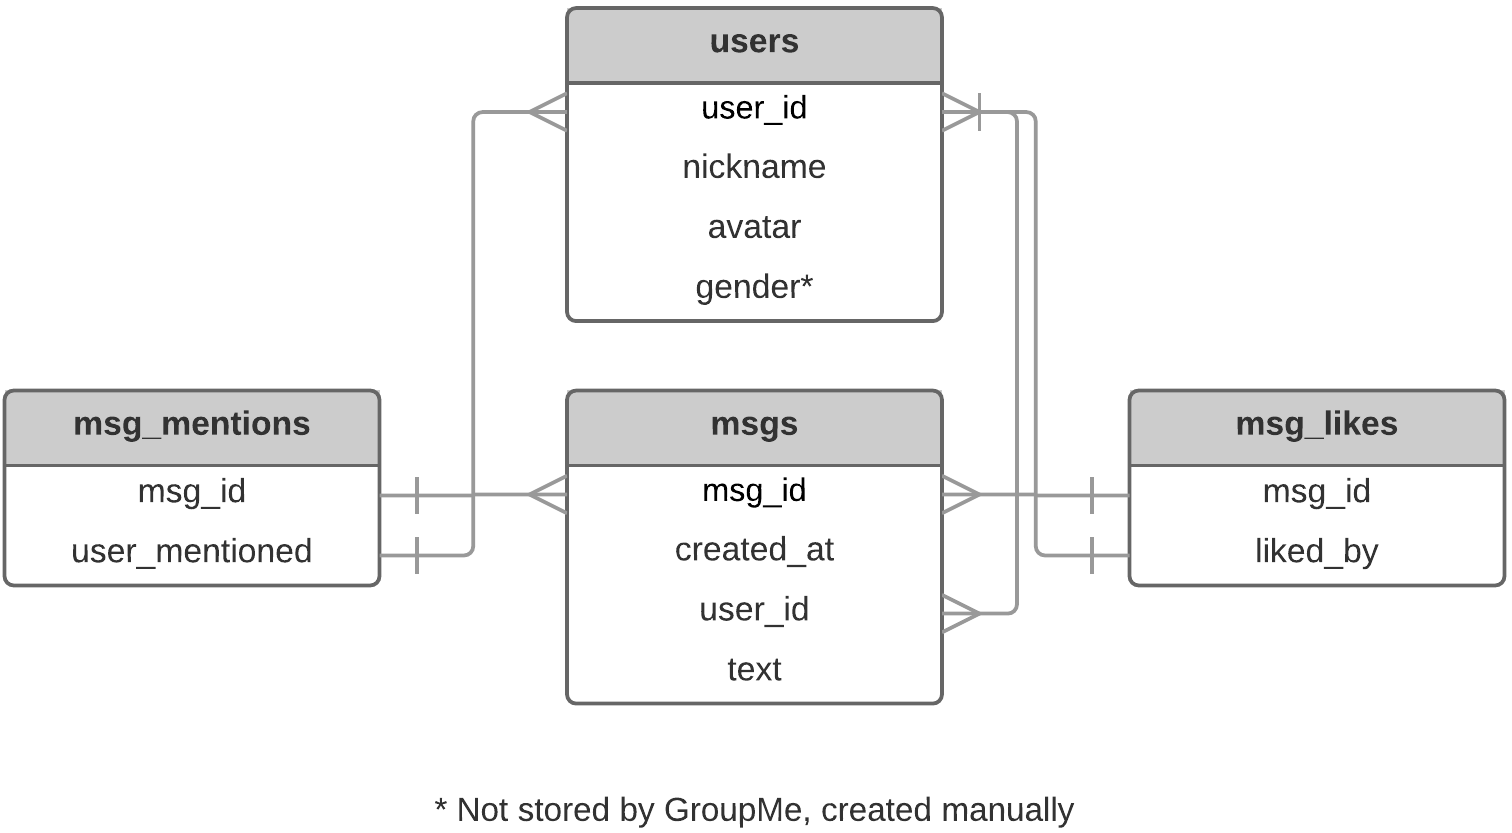 users
user_id
nickname
avatar
gender*
msg_mentions
msg_id
user_mentioned
msgs
msg_id
created_at
user_id
text
msg_likes
msg_id
liked_by
* Not stored by GroupMe, created manually